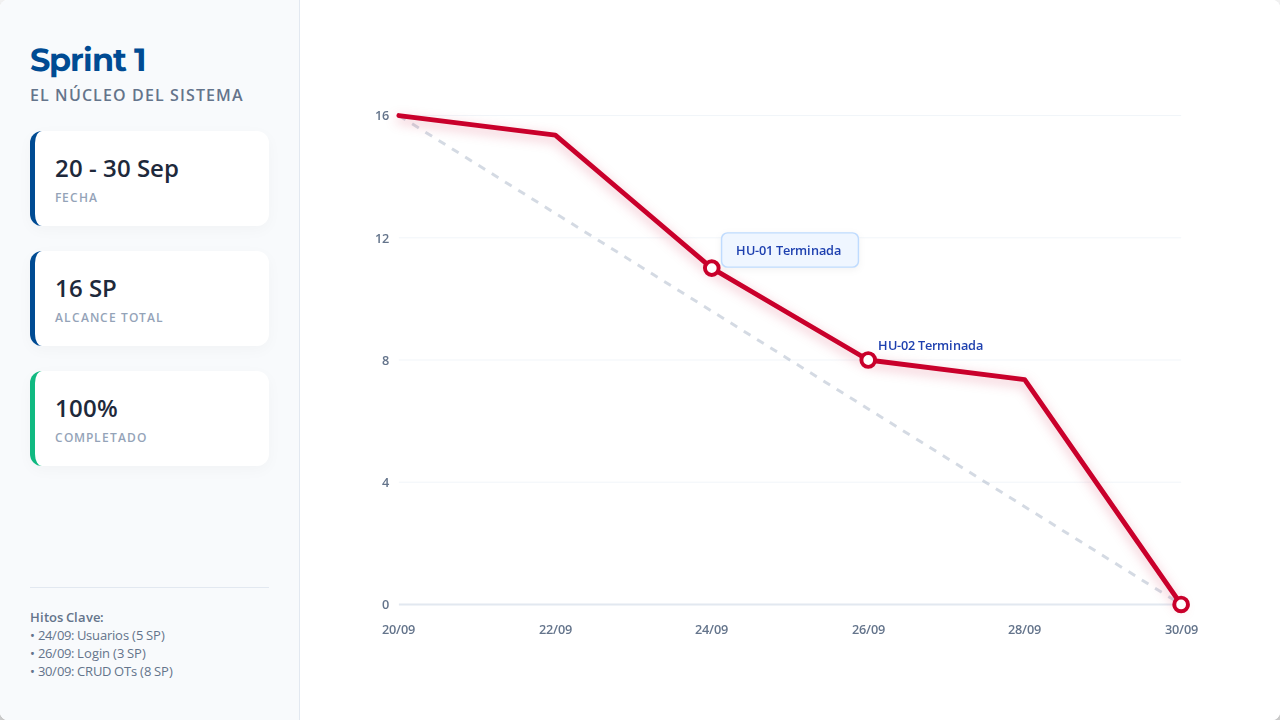 Sprint 1
EL NÚCLEO DEL SISTEMA
20 - 30 Sep
FECHA
16 SP
ALCANCE TOTAL
100%
COMPLETADO
Hitos Clave:
• 24/09: Usuarios (5 SP)
• 26/09: Login (3 SP)
• 30/09: CRUD OTs (8 SP)
16
12
8
4
0
HU-01 Terminada
HU-02 Terminada
20/09
22/09
24/09
26/09
28/09
30/09